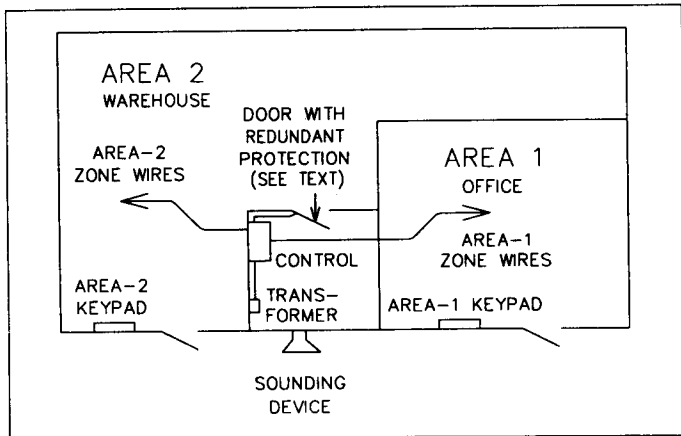 AREA 2
WAREHOUSE
DOOR WITH
REDUNDANT
PROTECTION
(SEE TEXT)
AREA-2
ZONE WIRES
AREA 1
OFFICE
AREA-1
ZONE WIRES
CONTROL
AREA-2
KEYPAD
TRANS-
FORMER
AREA-1 KEYPAD
SOUNDING
DEVICE